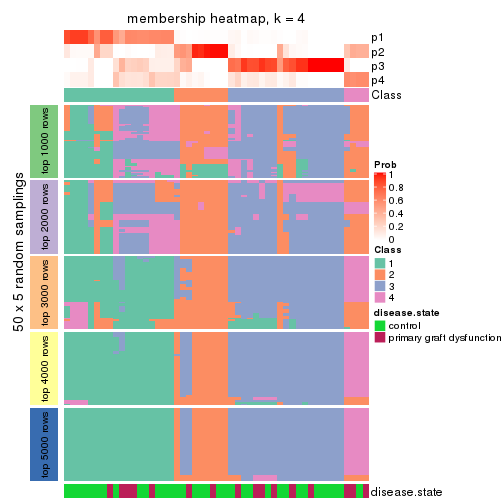 membership heatmap, k = 4
p1
p2
p3
p4
Class
50 x 5 random samplings
top 1000 rows
top 2000 rows
top 3000 rows
top 4000 rows
top 5000 rows
Prob
1
0.8
0.6
0.4
0.2
0
Class
1
2
3
4
disease.state
control
primary graft dysfunction
disease.state